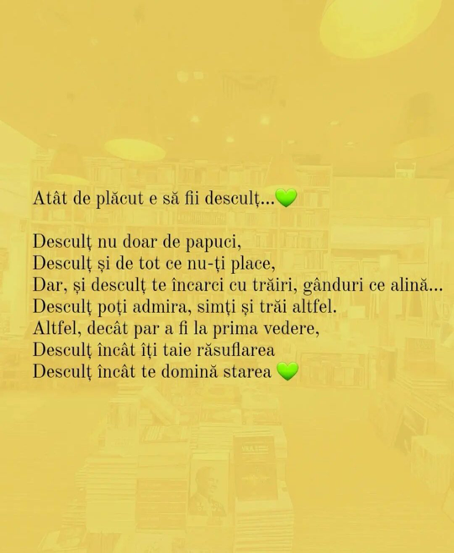 Atât de plăcut e să fii desculț...💚
Desculț nu doar de papuci,
Desculț și de tot ce nu-ți place,
Dar, și desculț te încarci cu trăiri, gânduri ce alină...
Desculț poți admira, simți și trăi altfel.
Altfel, decât par a fi la prima vedere,
Desculț încât îți taie răsuflarea
Desculț încât te domină starea 💚